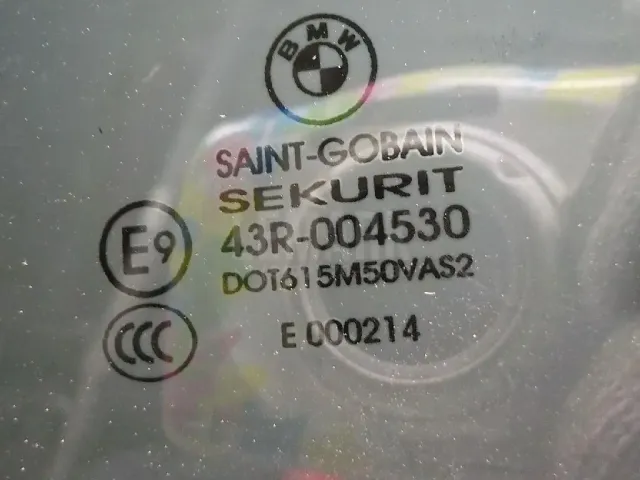 BMW
SAINT-GOBAIN
SEKURIT
E9 43R-004530
DOT615M50VAS2
CCC E 000214